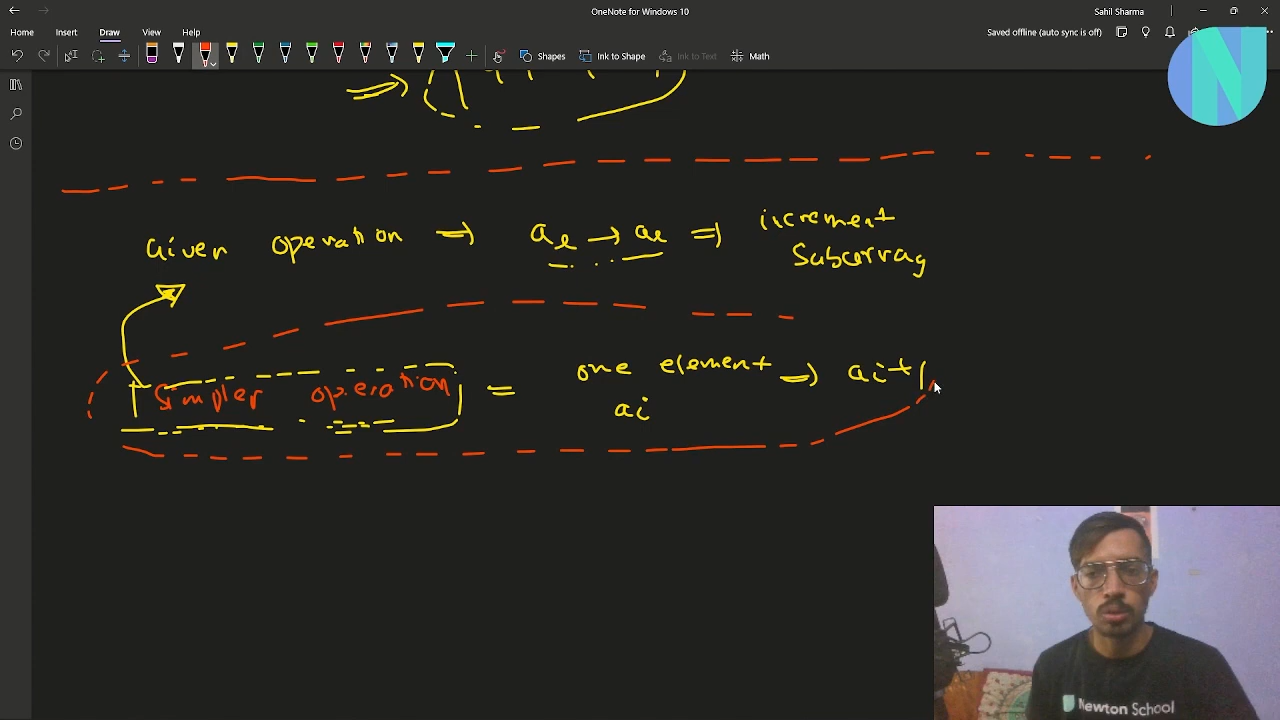 OneNote for Windows 10
Sahil Sharma
Home Insert Draw View Help
Saved offline (auto sync is off)
Shapes Ink to Shape Ink to Text Math
Given operation ⇒ al → ar ⇒ increment
Subarray
Simpler operation = one element ⇒ ai+1
ai
Newton School